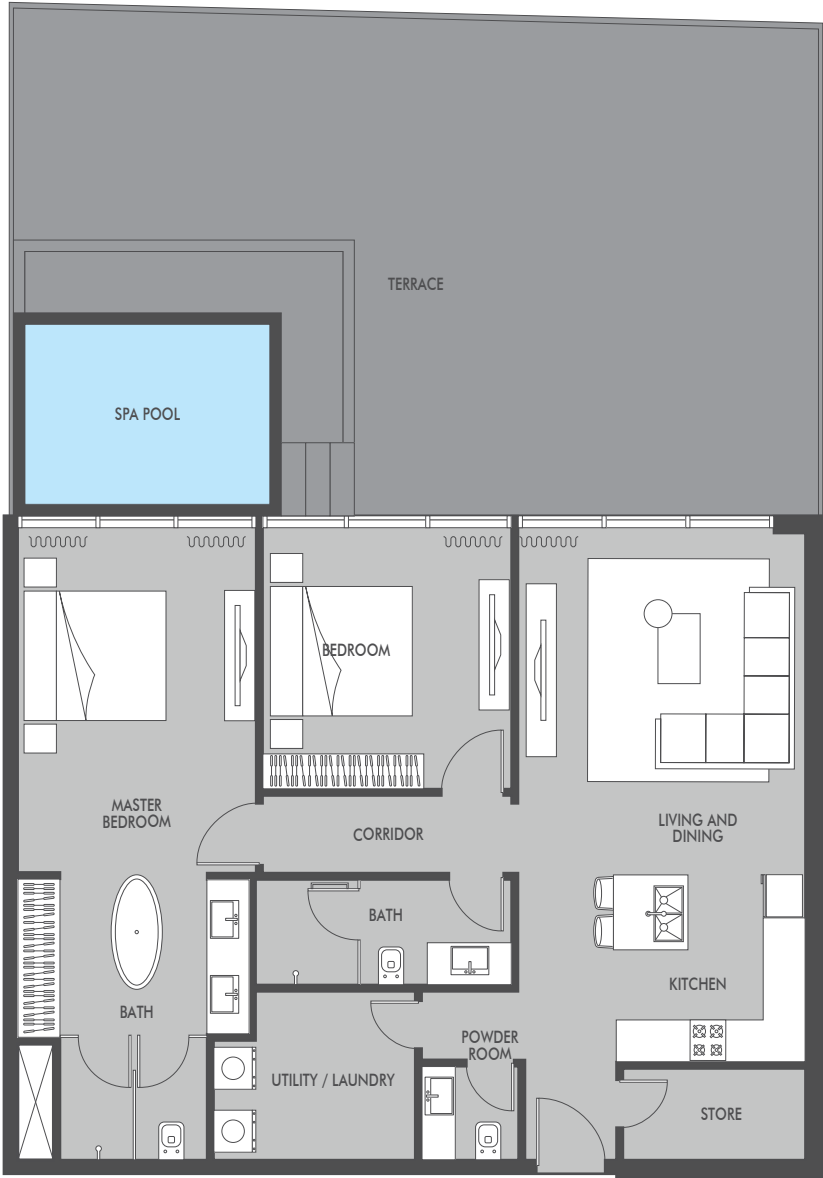 TERRACE
SPA POOL
BEDROOM
MASTER
BEDROOM
CORRIDOR
LIVING AND
DINING
BATH
KITCHEN
BATH
POWDER
ROOM
UTILITY / LAUNDRY
STORE